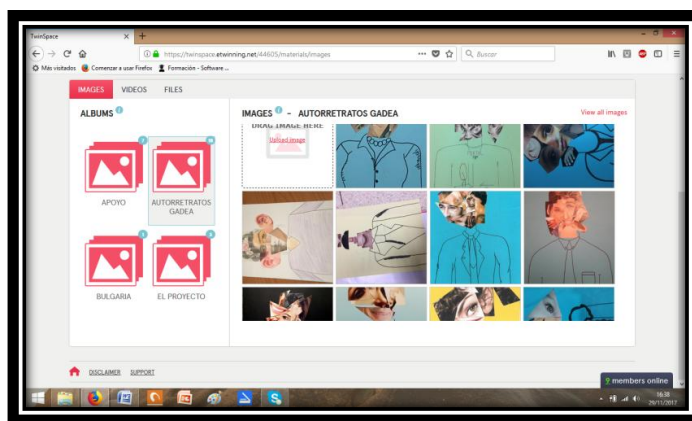 TwinSpace
https://twinspace.etwinning.net/44605/materials/images
Buscar
Más visitados Comenzar a usar Firefox Formación - Software ...
IMAGES VIDEOS FILES
ALBUMS
IMAGES - AUTORRETRATOS GADEA
View all images
DRAG IMAGE HERE
Upload image
APOYO
AUTORRETRATOS
GADEA
BULGARIA
EL PROYECTO
DISCLAIMER SUPPORT
members online
16:38
29/11/2017